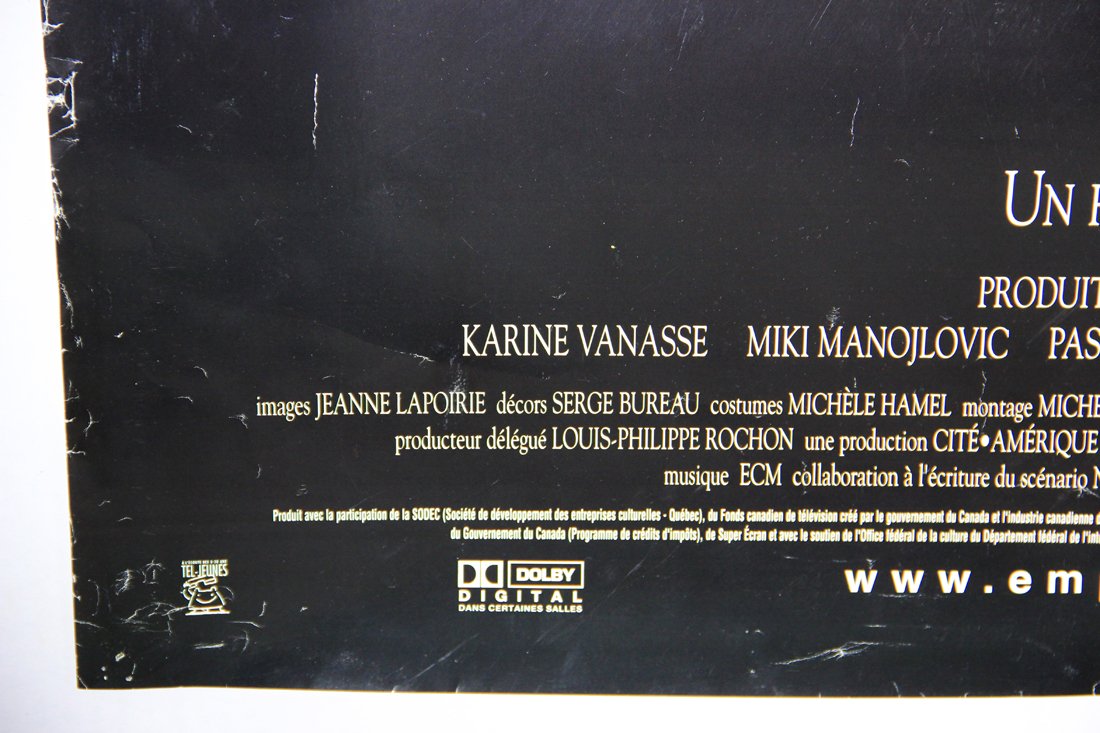 UN
PRODUIT
KARINE VANASSE MIKI MANOJLOVIC PAS
images JEANNE LAPOIRIE décors SERGE BUREAU costumes MICHÈLE HAMEL montage MICHE
producteur délégué LOUIS-PHILIPPE ROCHON une production CITÉ•AMÉRIQUE
musique ECM collaboration à l'écriture du scénario N
Produit avec la participation de la SODEC (Société de développement des entreprises culturelles - Québec), du Fonds canadien de télévision créé par le gouvernement du Canada et l'industrie canadienne d
du Gouvernement du Canada (Programme de crédits d'impôts), de Super Écran et avec le soutien de l'Office fédéral de la culture du Département fédéral de l'int
TEL-JEUNES
DOLBY
DIGITAL
DANS CERTAINES SALLES
www.emp